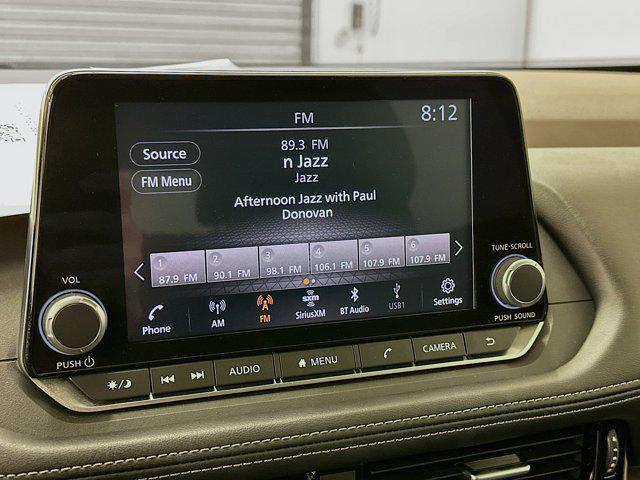 FM
8:12
Source
89.3 FM
n Jazz
Jazz
FM Menu
Afternoon Jazz with Paul
Donovan
1 2 3 4 5 6
87.9 FM 90.1 FM 98.1 FM 106.1 FM 107.9 FM 107.9 FM
Phone
AM
FM
sxm
SiriusXM
BT Audio
USB1
Settings
VOL
PUSH
TUNE·SCROLL
PUSH SOUND
AUDIO
MENU
CAMERA